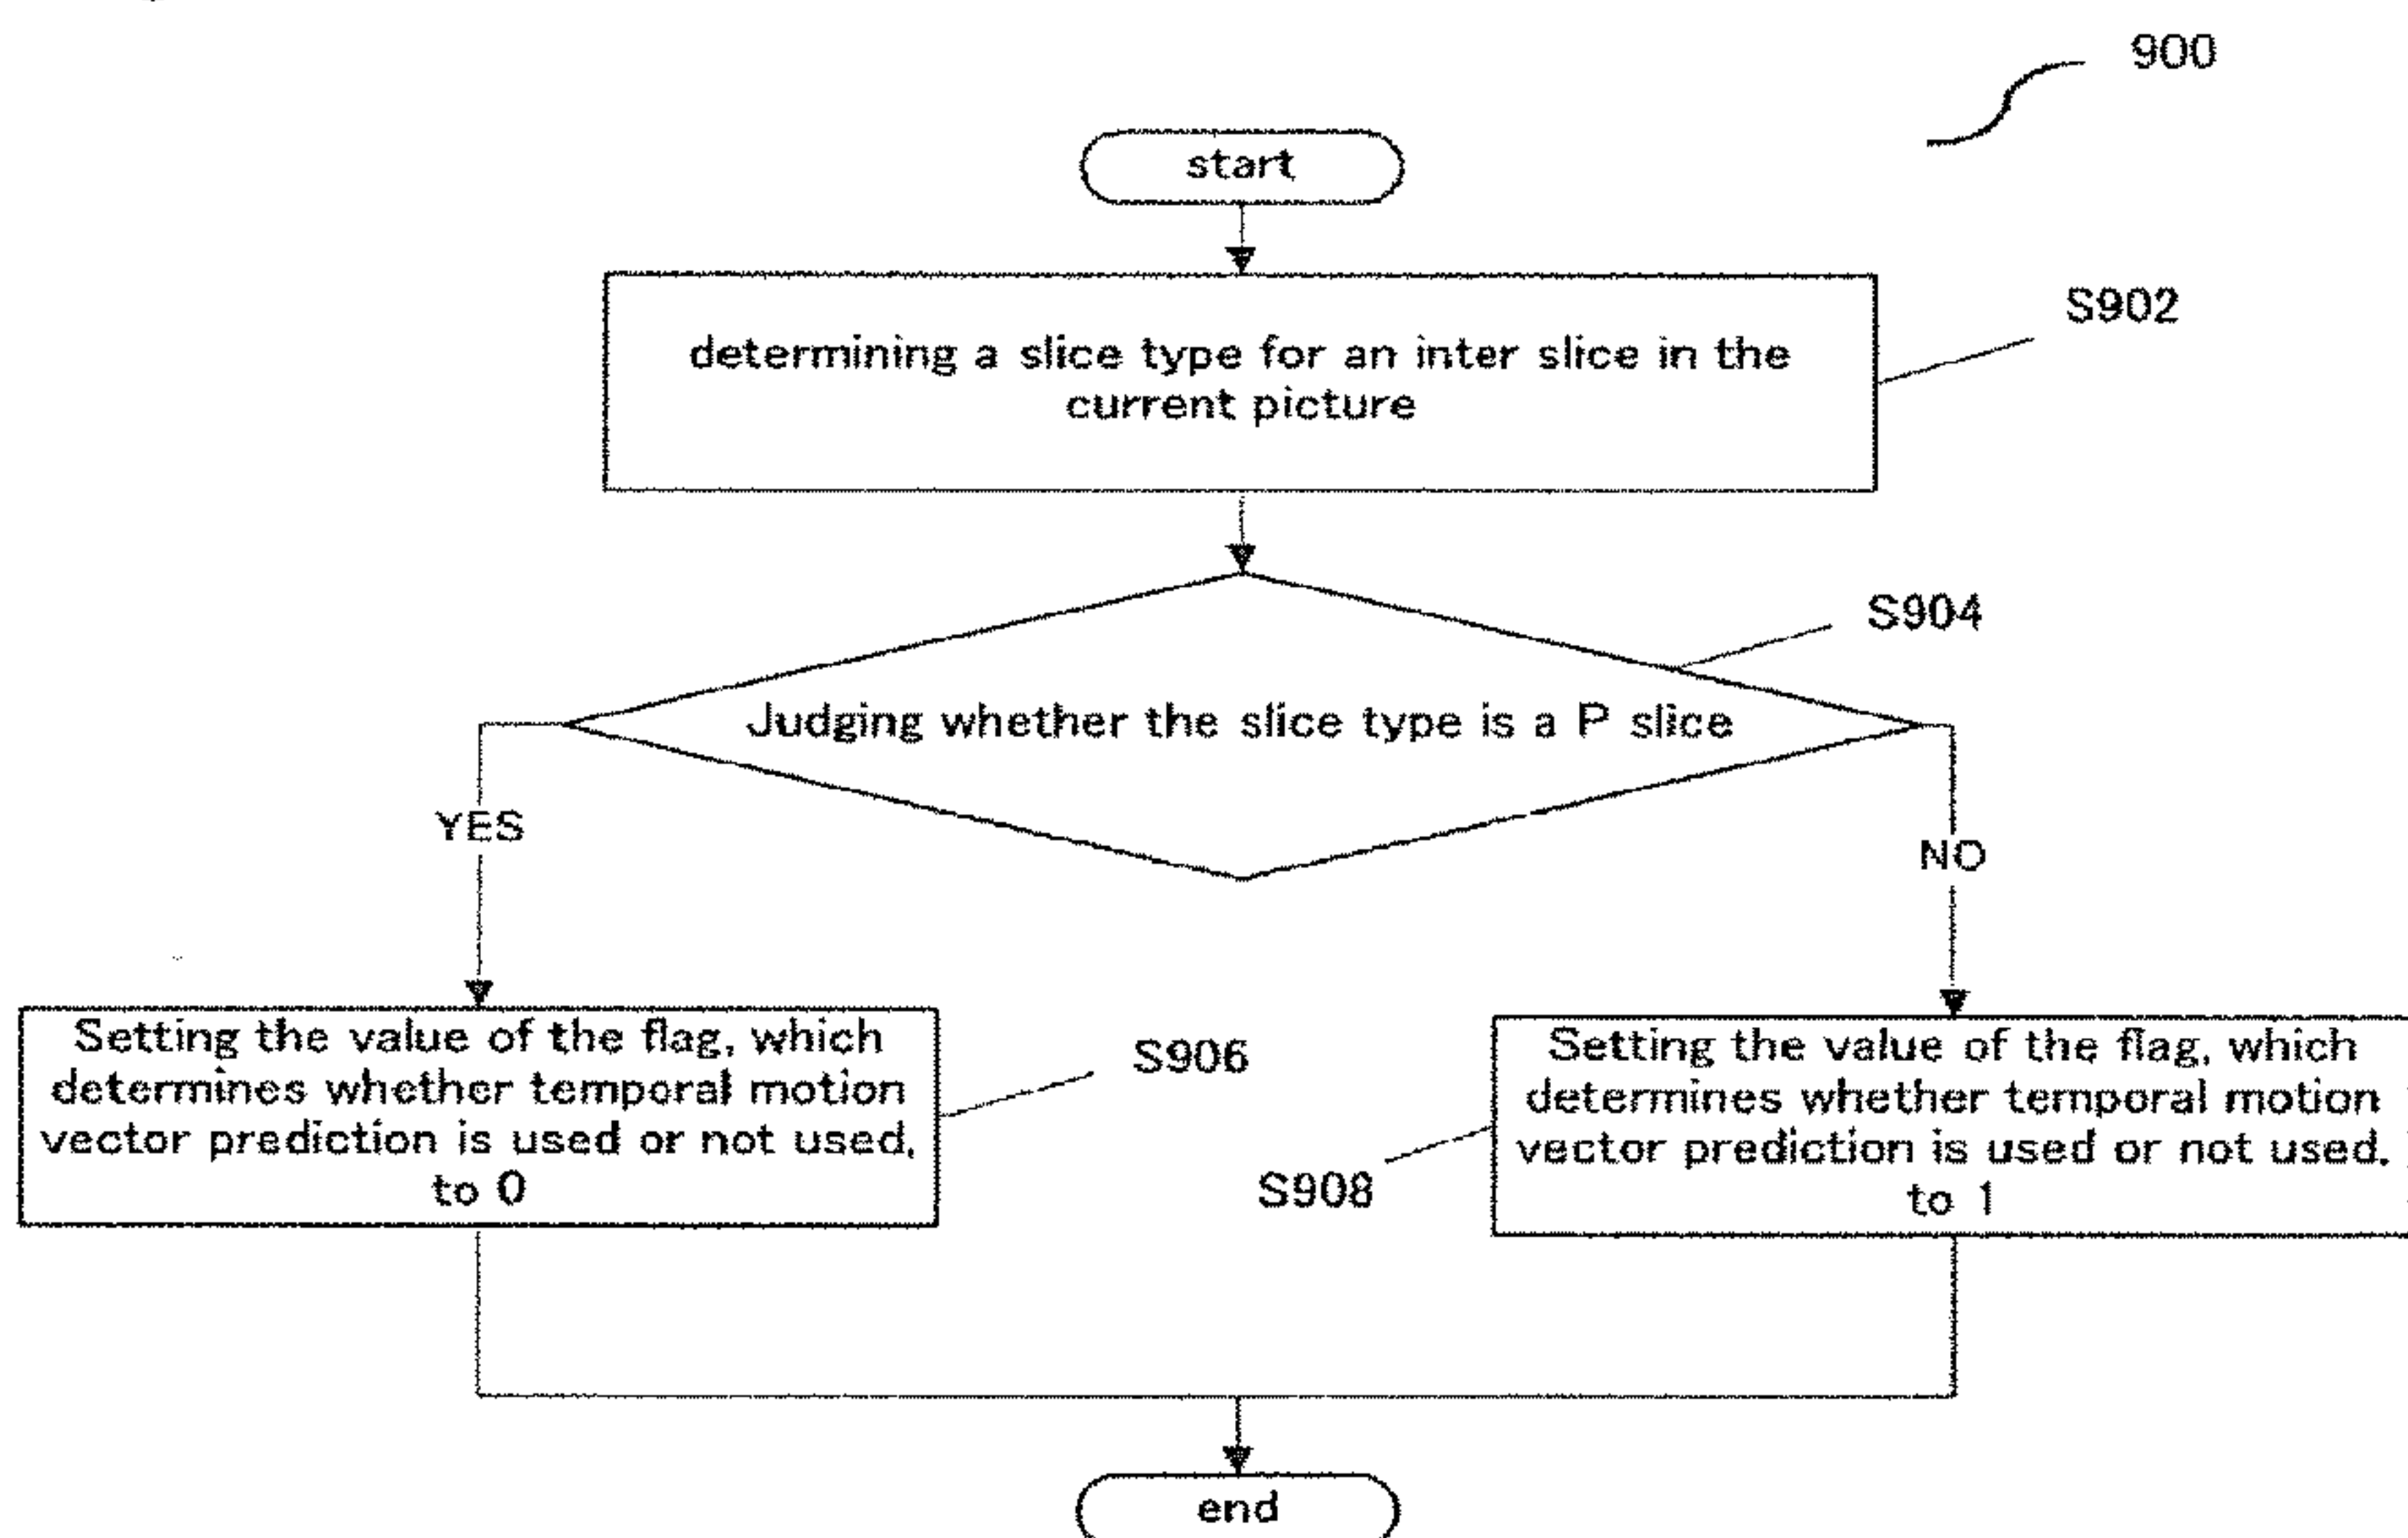 900
start
determining a slice type for an inter slice in the
current picture
S902
S904
Judging whether the slice type is a P slice
YES
NO
Setting the value of the flag, which
determines whether temporal motion
vector prediction is used or not used,
to 0
S906
Setting the value of the flag, which
determines whether temporal motion
vector prediction is used or not used,
to 1
S908
end